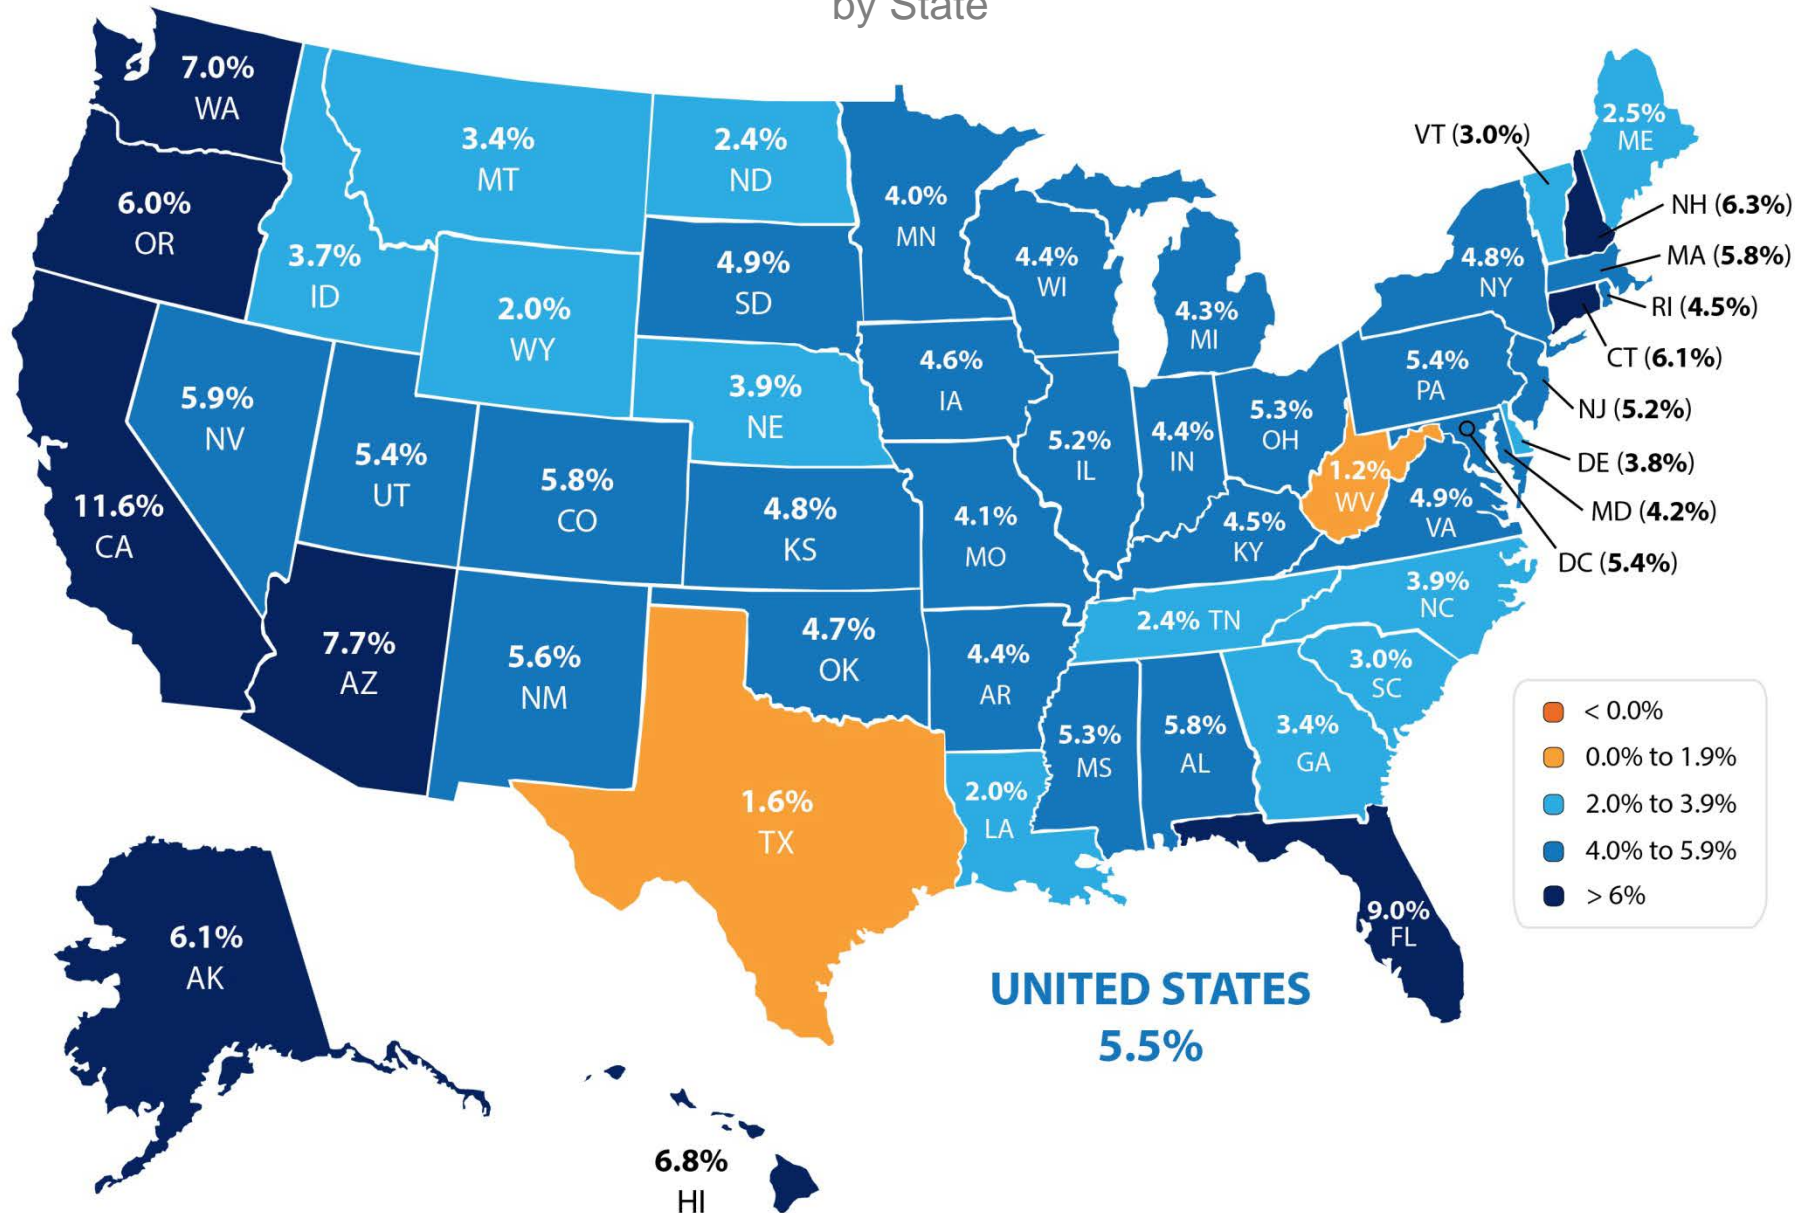 by State
7.0%
WA
6.0%
OR
11.6%
CA
5.9%
NV
3.7%
ID
3.4%
MT
2.0%
WY
5.4%
UT
5.8%
CO
7.7%
AZ
5.6%
NM
2.4%
ND
4.9%
SD
3.9%
NE
4.8%
KS
4.7%
OK
1.6%
TX
4.0%
MN
4.6%
IA
4.1%
MO
4.4%
AR
2.0%
LA
4.4%
WI
5.2%
IL
4.3%
MI
4.4%
IN
5.3%
OH
4.5%
KY
2.4% TN
5.3%
MS
5.8%
AL
3.4%
GA
9.0%
FL
3.0%
SC
3.9%
NC
4.9%
VA
1.2%
WV
5.4%
PA
4.8%
NY
2.5%
ME
VT (3.0%)
NH (6.3%)
MA (5.8%)
RI (4.5%)
CT (6.1%)
NJ (5.2%)
DE (3.8%)
MD (4.2%)
DC (5.4%)
< 0.0%
0.0% to 1.9%
2.0% to 3.9%
4.0% to 5.9%
> 6%
UNITED STATES
5.5%
6.1%
AK
6.8%
HI